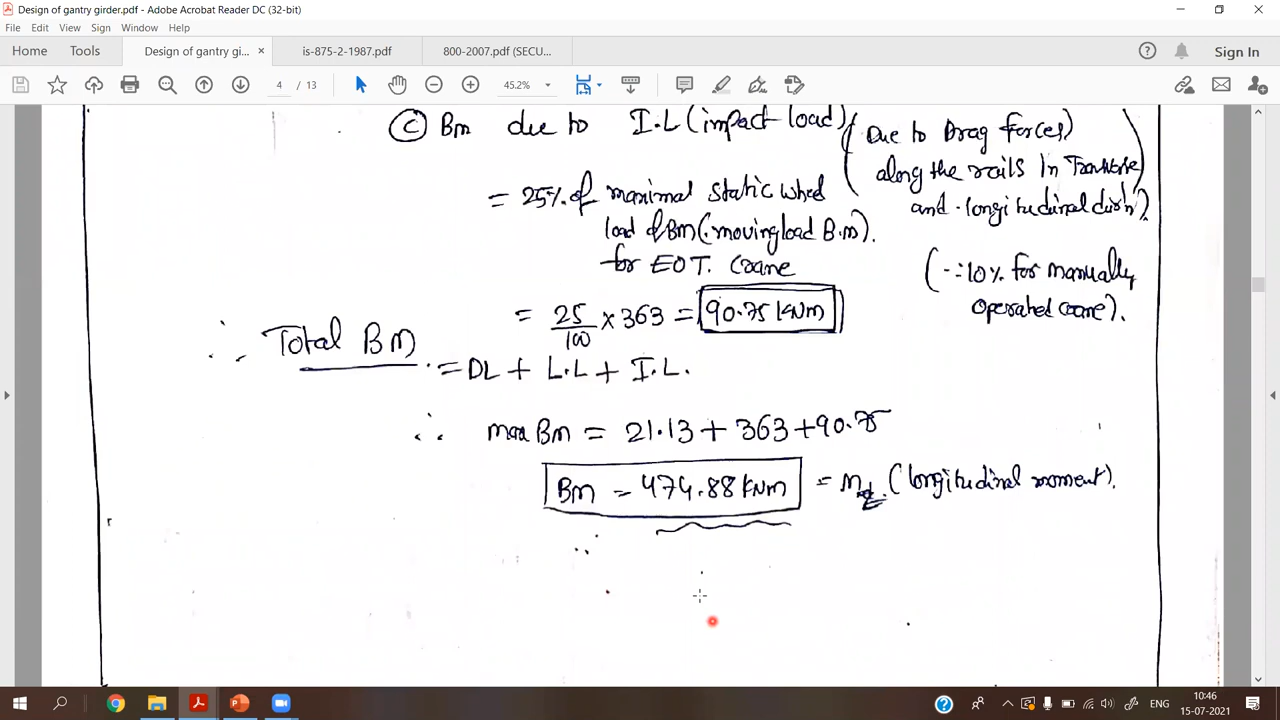 Design of gantry girder.pdf - Adobe Acrobat Reader DC (32-bit)
File Edit View Sign Window Help
Home Tools Design of gantry gi... × is-875-2-1987.pdf 800-2007.pdf (SECU... Sign In
4 / 13 45.2%
(C) Bm due to I.L (impact load) (Due to Drag forces)
along the rails in Transverse
and longitudinal dirn).
= 25% of maximal static wheel
load of BM (moving load B.M).
for EOT. Crane
(∴ 10% for manually
operated crane).
= 25/100 × 363 = 90.75 KNm
∴ Total BM
= DL + L.L + I.L.
∴ max Bm = 21.13 + 363 + 90.75
Bm = 474.88 KNm = Mz. (longitudinal moment).
ENG 10:46
15-07-2021